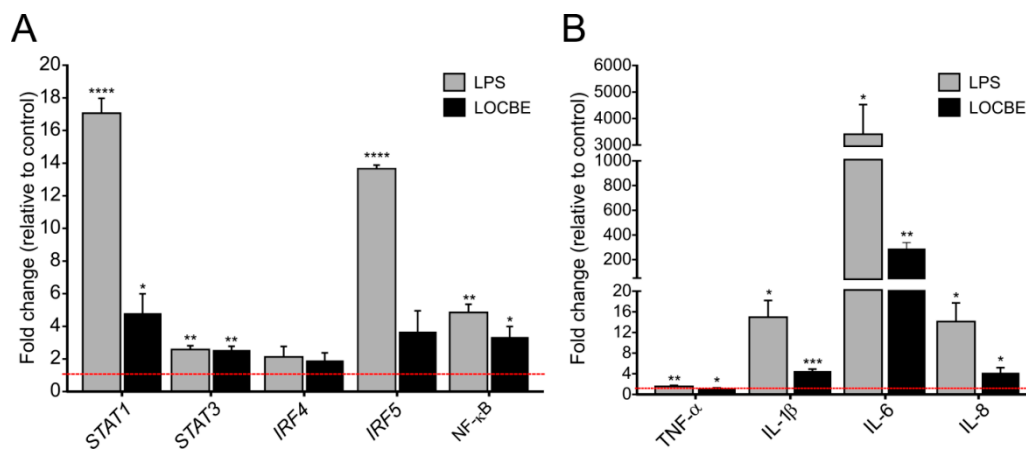 A
Fold change (relative to control)
20
18
16
14
12
10
8
6
4
2
0
LPS
LOCBE
****
*
**
**
****
**
*
STAT1
STAT3
IRF4
IRF5
NF-κB
B
Fold change (relative to control)
6000
5000
4000
3000
1000
800
600
400
200
20
16
12
8
4
0
LPS
LOCBE
**
*
*
***
*
**
*
*
TNF-α
IL-1β
IL-6
IL-8